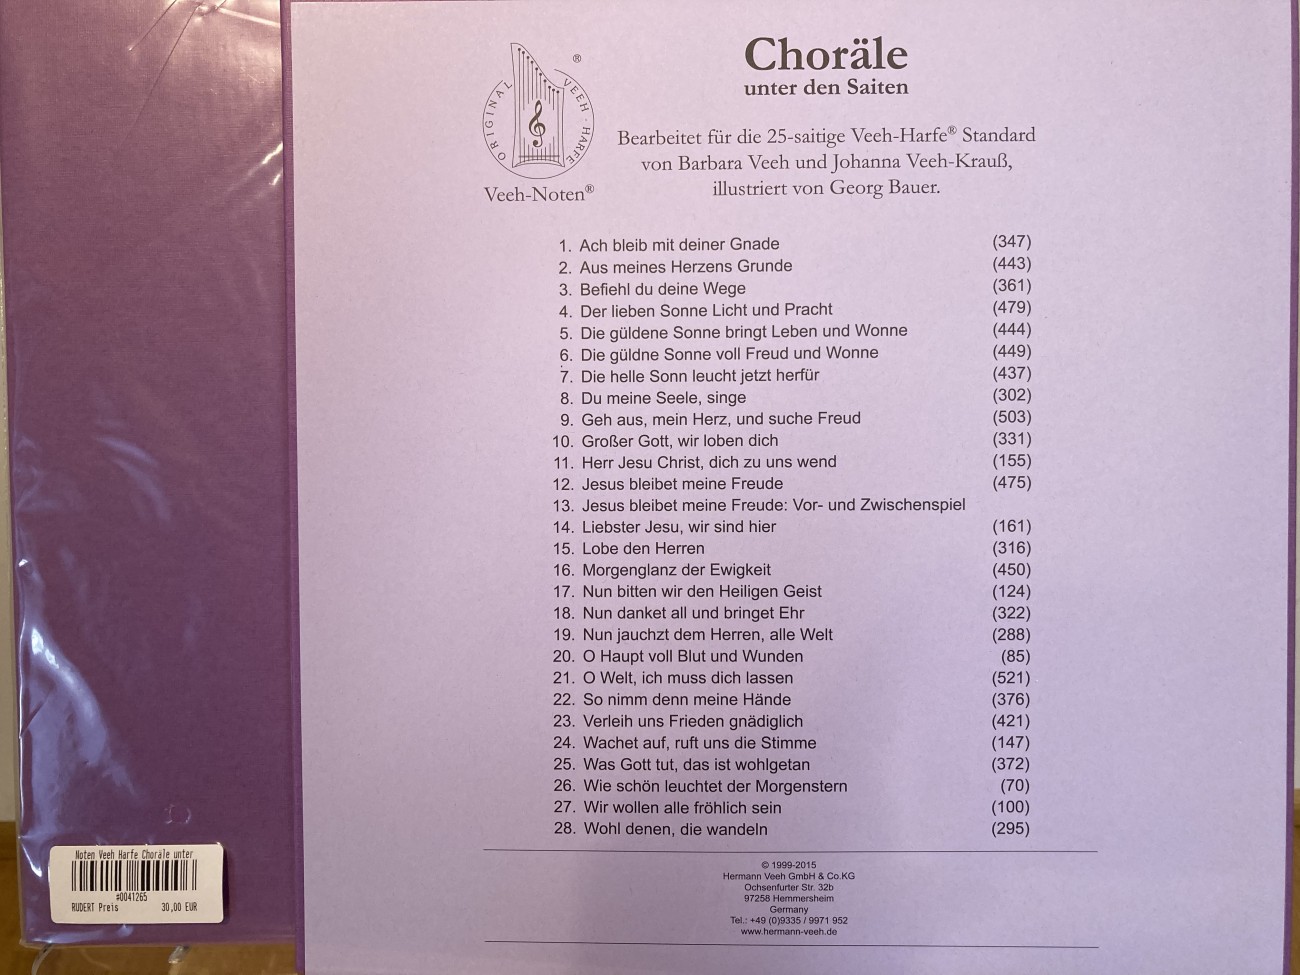 ORIGINAL VEEH · HARFE ®
Veeh-Noten®
Choräle
unter den Saiten
Bearbeitet für die 25-saitige Veeh-Harfe® Standard
von Barbara Veeh und Johanna Veeh-Krauß,
illustriert von Georg Bauer.
1. Ach bleib mit deiner Gnade (347)
2. Aus meines Herzens Grunde (443)
3. Befiehl du deine Wege (361)
4. Der lieben Sonne Licht und Pracht (479)
5. Die güldene Sonne bringt Leben und Wonne (444)
6. Die güldne Sonne voll Freud und Wonne (449)
7. Die helle Sonn leucht jetzt herfür (437)
8. Du meine Seele, singe (302)
9. Geh aus, mein Herz, und suche Freud (503)
10. Großer Gott, wir loben dich (331)
11. Herr Jesu Christ, dich zu uns wend (155)
12. Jesus bleibet meine Freude (475)
13. Jesus bleibet meine Freude: Vor- und Zwischenspiel
14. Liebster Jesu, wir sind hier (161)
15. Lobe den Herren (316)
16. Morgenglanz der Ewigkeit (450)
17. Nun bitten wir den Heiligen Geist (124)
18. Nun danket all und bringet Ehr (322)
19. Nun jauchzt dem Herren, alle Welt (288)
20. O Haupt voll Blut und Wunden (85)
21. O Welt, ich muss dich lassen (521)
22. So nimm denn meine Hände (376)
23. Verleih uns Frieden gnädiglich (421)
24. Wachet auf, ruft uns die Stimme (147)
25. Was Gott tut, das ist wohlgetan (372)
26. Wie schön leuchtet der Morgenstern (70)
27. Wir wollen alle fröhlich sein (100)
28. Wohl denen, die wandeln (295)
© 1999-2015
Hermann Veeh GmbH & Co.KG
Ochsenfurter Str. 32b
97258 Hemmersheim
Germany
Tel.: +49 (0)9335 / 9971 952
www.hermann-veeh.de
Noten Veeh Harfe Choräle unter
#0041265
RUDERT Preis 30,00 EUR